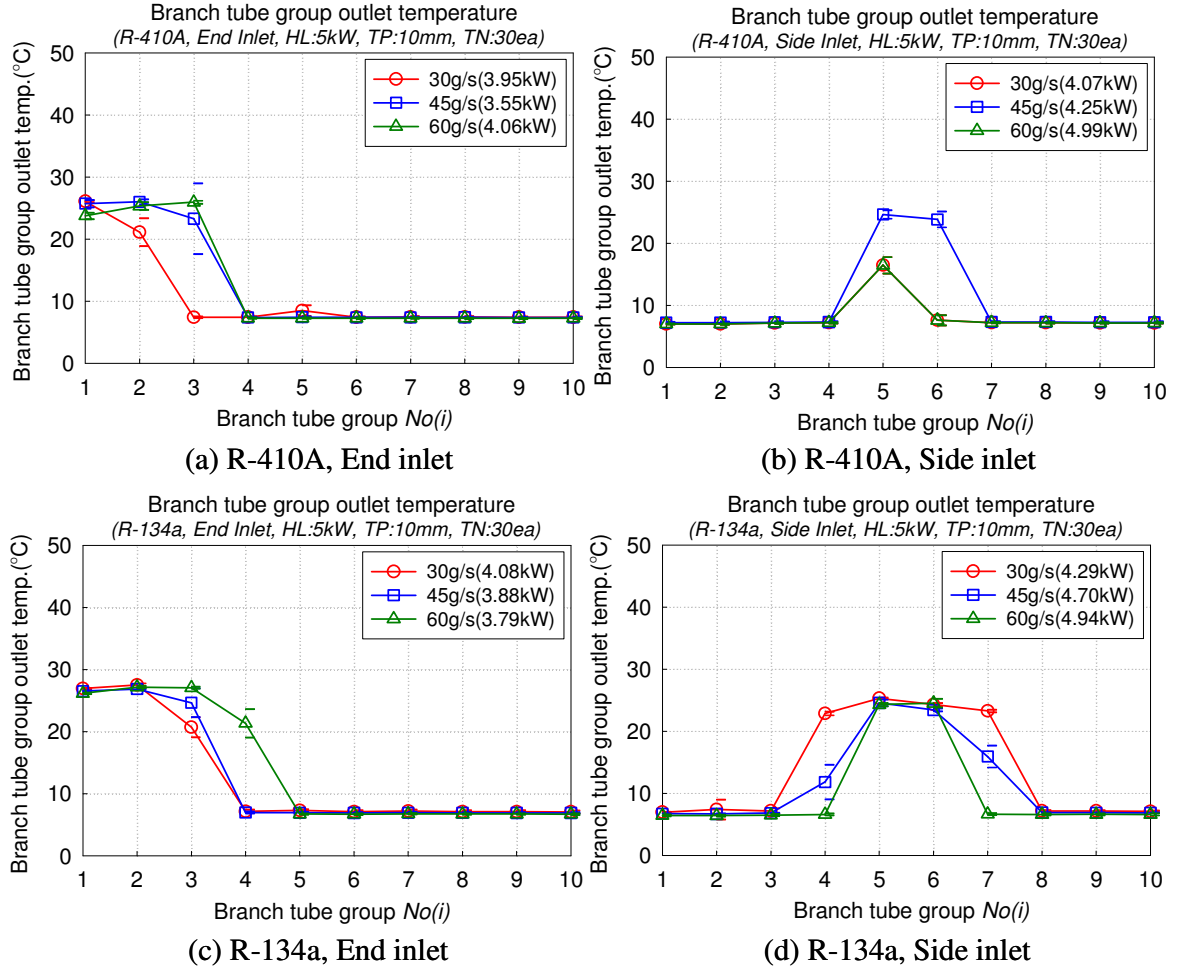 Branch tube group outlet temperature
(R-410A, End Inlet, HL:5kW, TP:10mm, TN:30ea)
Branch tube group outlet temp.(°C)
50
40
30
20
10
0
30g/s(3.95kW)
45g/s(3.55kW)
60g/s(4.06kW)
1 2 3 4 5 6 7 8 9 10
Branch tube group No(i)
(a) R-410A, End inlet
Branch tube group outlet temperature
(R-410A, Side Inlet, HL:5kW, TP:10mm, TN:30ea)
Branch tube group outlet temp.(°C)
50
40
30
20
10
0
30g/s(4.07kW)
45g/s(4.25kW)
60g/s(4.99kW)
1 2 3 4 5 6 7 8 9 10
Branch tube group No(i)
(b) R-410A, Side inlet
Branch tube group outlet temperature
(R-134a, End Inlet, HL:5kW, TP:10mm, TN:30ea)
Branch tube group outlet temp.(°C)
50
40
30
20
10
0
30g/s(4.08kW)
45g/s(3.88kW)
60g/s(3.79kW)
1 2 3 4 5 6 7 8 9 10
Branch tube group No(i)
(c) R-134a, End inlet
Branch tube group outlet temperature
(R-134a, Side Inlet, HL:5kW, TP:10mm, TN:30ea)
Branch tube group outlet temp.(°C)
50
40
30
20
10
0
30g/s(4.29kW)
45g/s(4.70kW)
60g/s(4.94kW)
1 2 3 4 5 6 7 8 9 10
Branch tube group No(i)
(d) R-134a, Side inlet